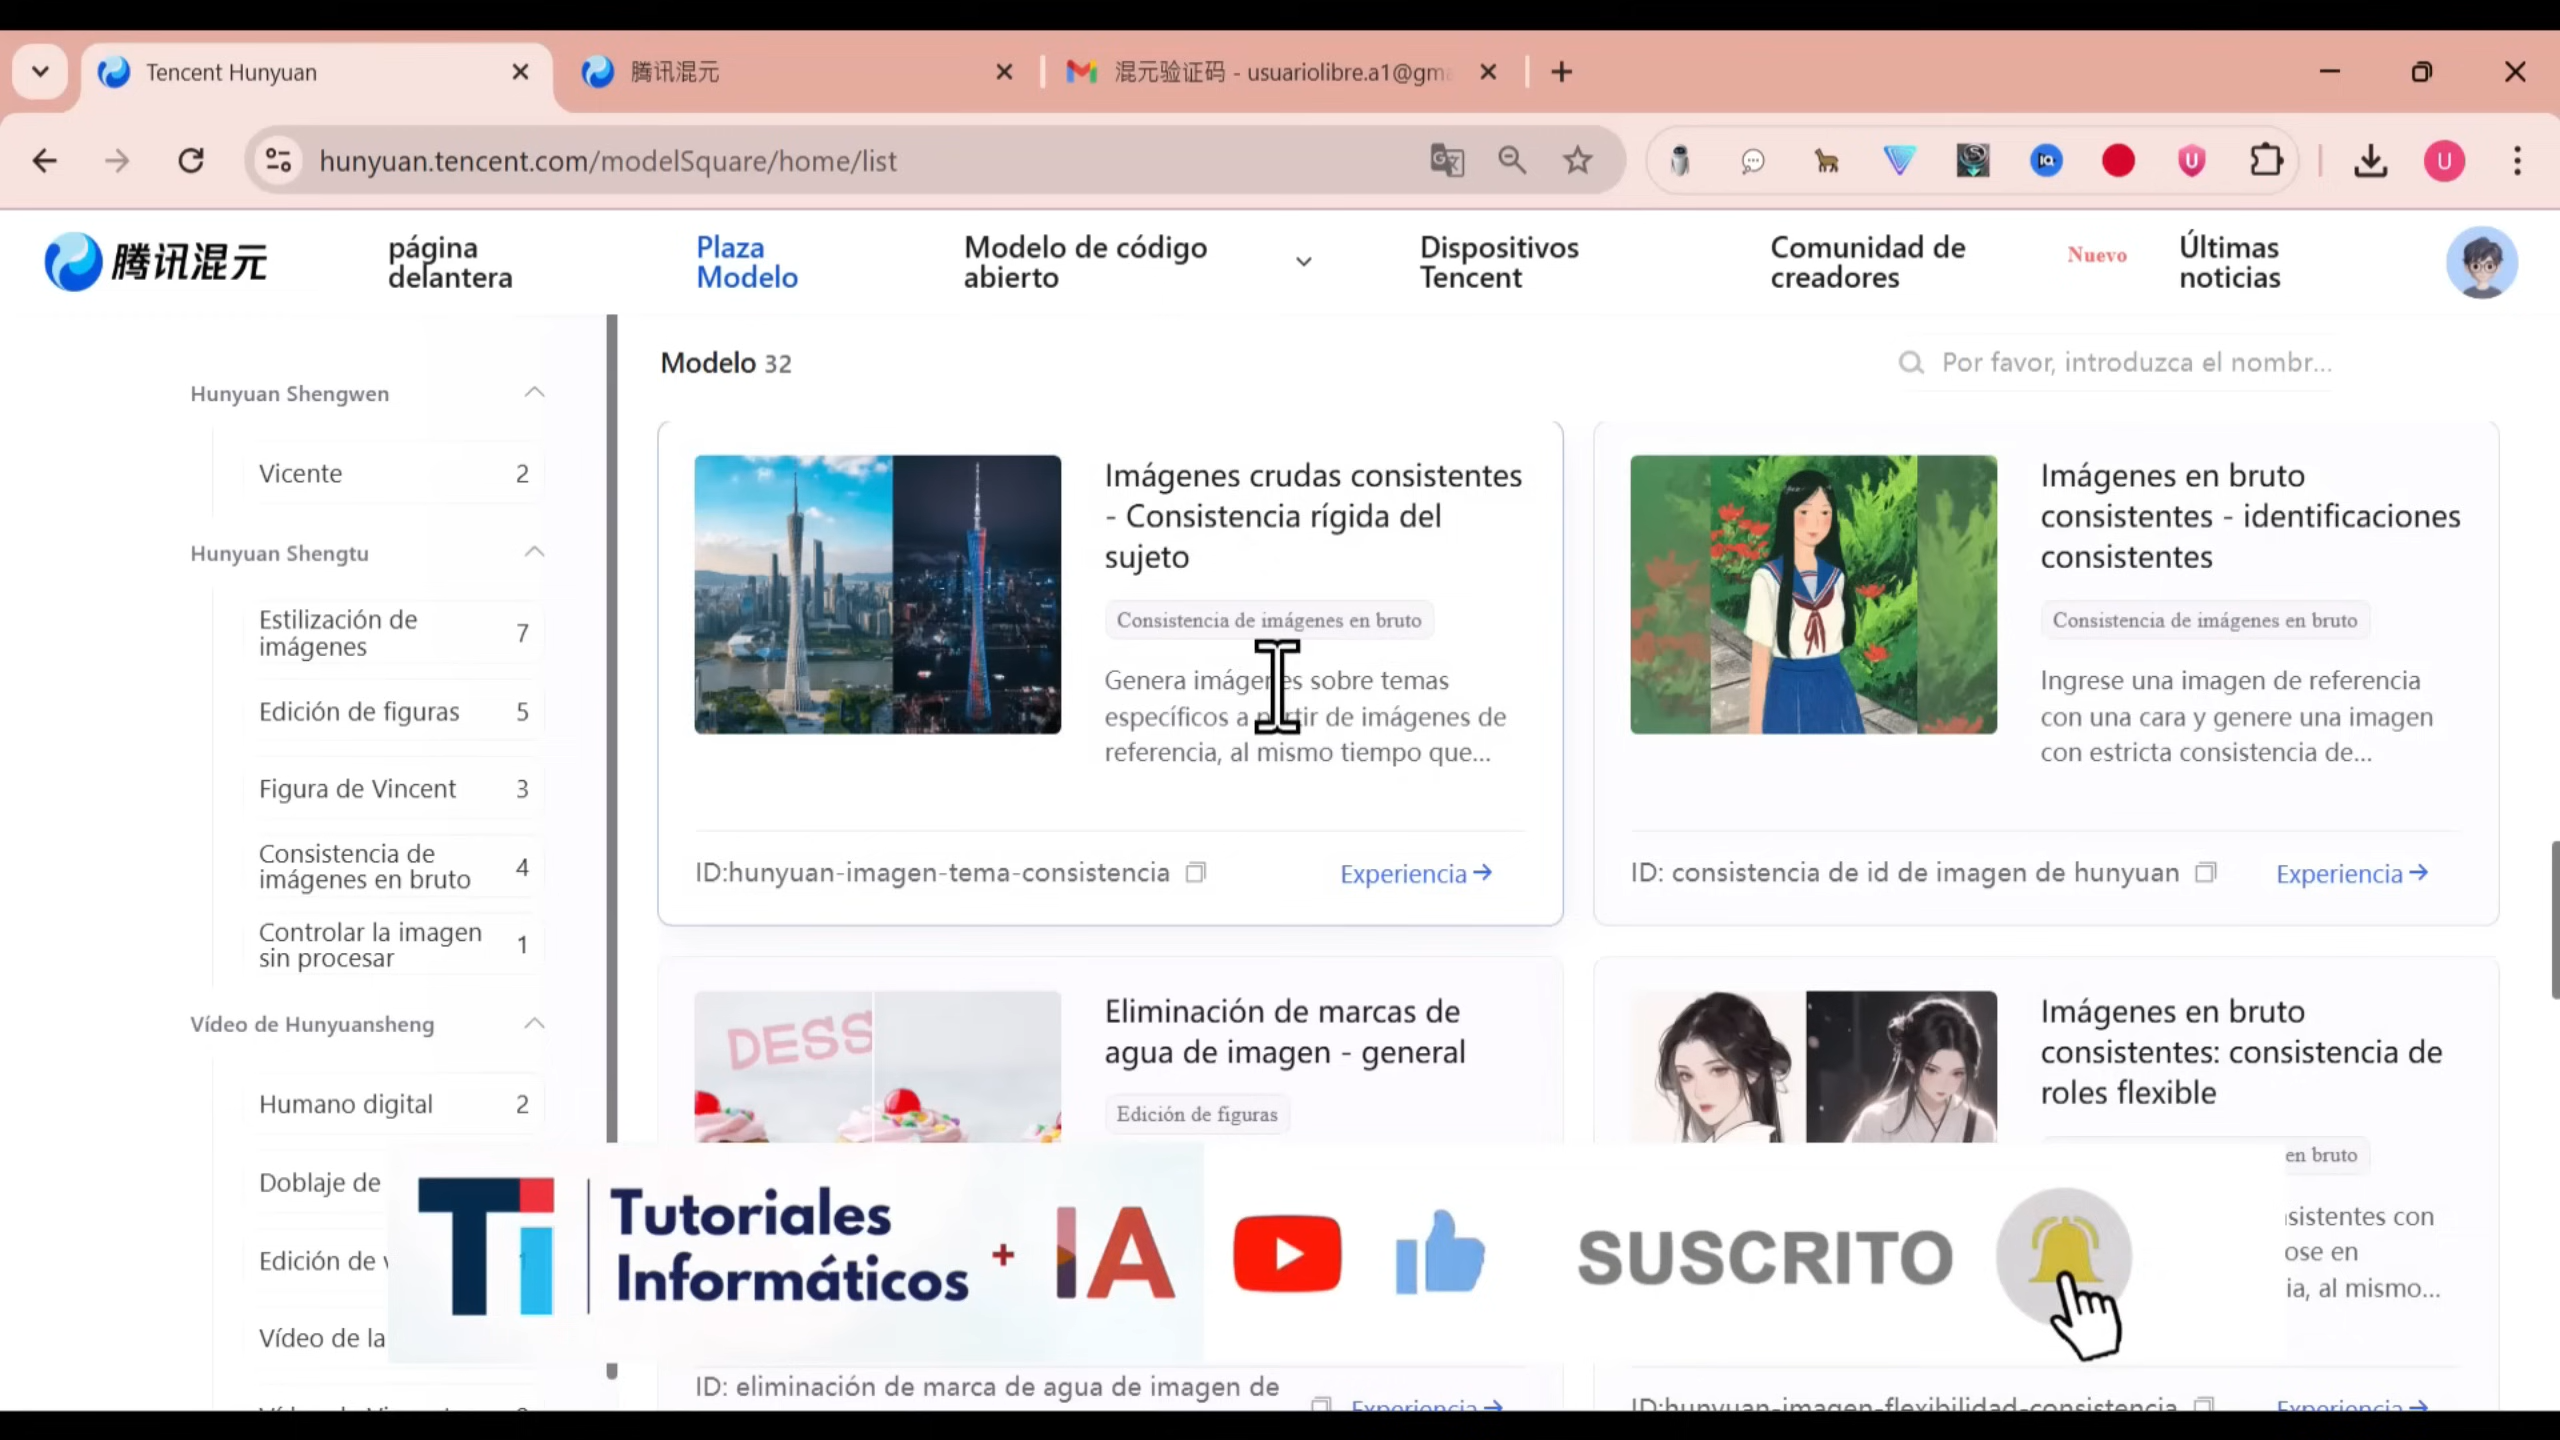 Tencent Hunyuan
腾讯混元
混元验证码 - usuariolibre.a1@gm
hunyuan.tencent.com/modelSquare/home/list
U
腾讯混元
página
delantera
Plaza
Modelo
Modelo de código
abierto
Dispositivos
Tencent
Comunidad de
creadores
Nuevo
Últimas
noticias
Modelo 32
Por favor, introduzca el nombr...
Hunyuan Shengwen
Vicente 2
Hunyuan Shengtu
Estilización de
imágenes 7
Edición de figuras 5
Figura de Vincent 3
Consistencia de
imágenes en bruto 4
Controlar la imagen
sin procesar 1
Vídeo de Hunyuansheng
Humano digital 2
Doblaje de
Edición de
Vídeo de la
Imágenes crudas consistentes
- Consistencia rígida del
sujeto
Consistencia de imágenes en bruto
Genera imágenes sobre temas
específicos a partir de imágenes de
referencia, al mismo tiempo que...
ID:hunyuan-imagen-tema-consistencia
Experiencia
Imágenes en bruto
consistentes - identificaciones
consistentes
Consistencia de imágenes en bruto
Ingrese una imagen de referencia
con una cara y genere una imagen
con estricta consistencia de...
ID: consistencia de id de imagen de hunyuan
Experiencia
DESS
Eliminación de marcas de
agua de imagen - general
Edición de figuras
ID: eliminación de marca de agua de imagen de
Experiencia
Imágenes en bruto
consistentes: consistencia de
roles flexible
en bruto
sistentes con
ose en
ia, al mismo...
ID:hunyuan-imagen-flexibilidad-consistencia
Experiencia
Ti
Tutoriales
Informáticos
+ IA
SUSCRITO